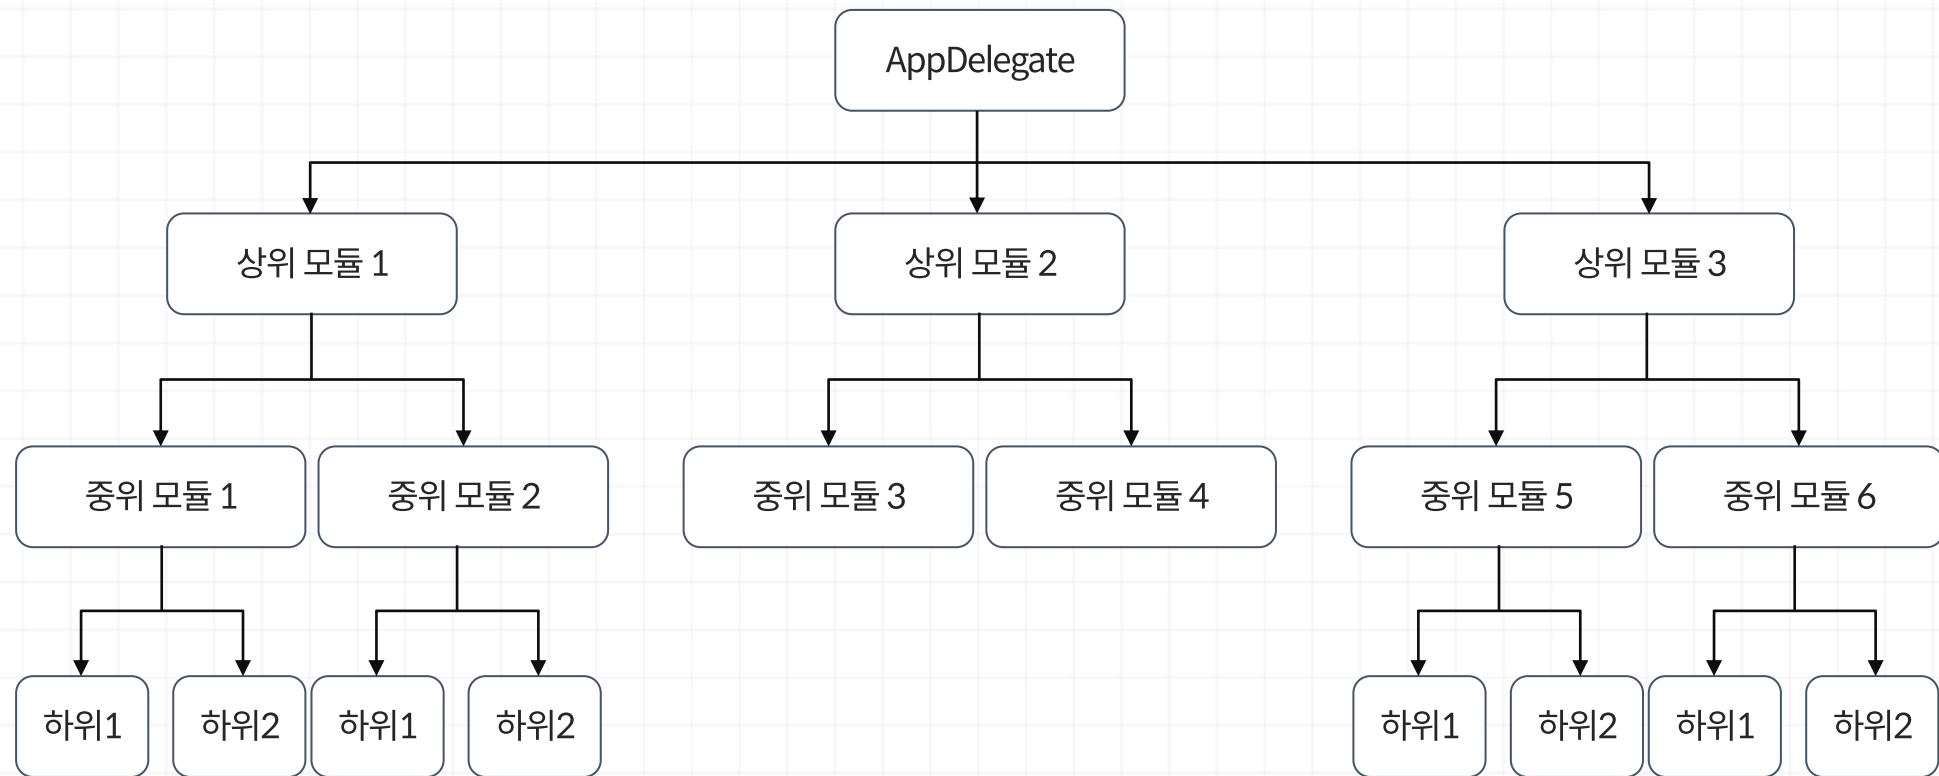 AppDelegate
상위 모듈 1
상위 모듈 2
상위 모듈 3
중위 모듈 1
중위 모듈 2
중위 모듈 3
중위 모듈 4
중위 모듈 5
중위 모듈 6
하위1
하위2
하위1
하위2
하위1
하위2
하위1
하위2